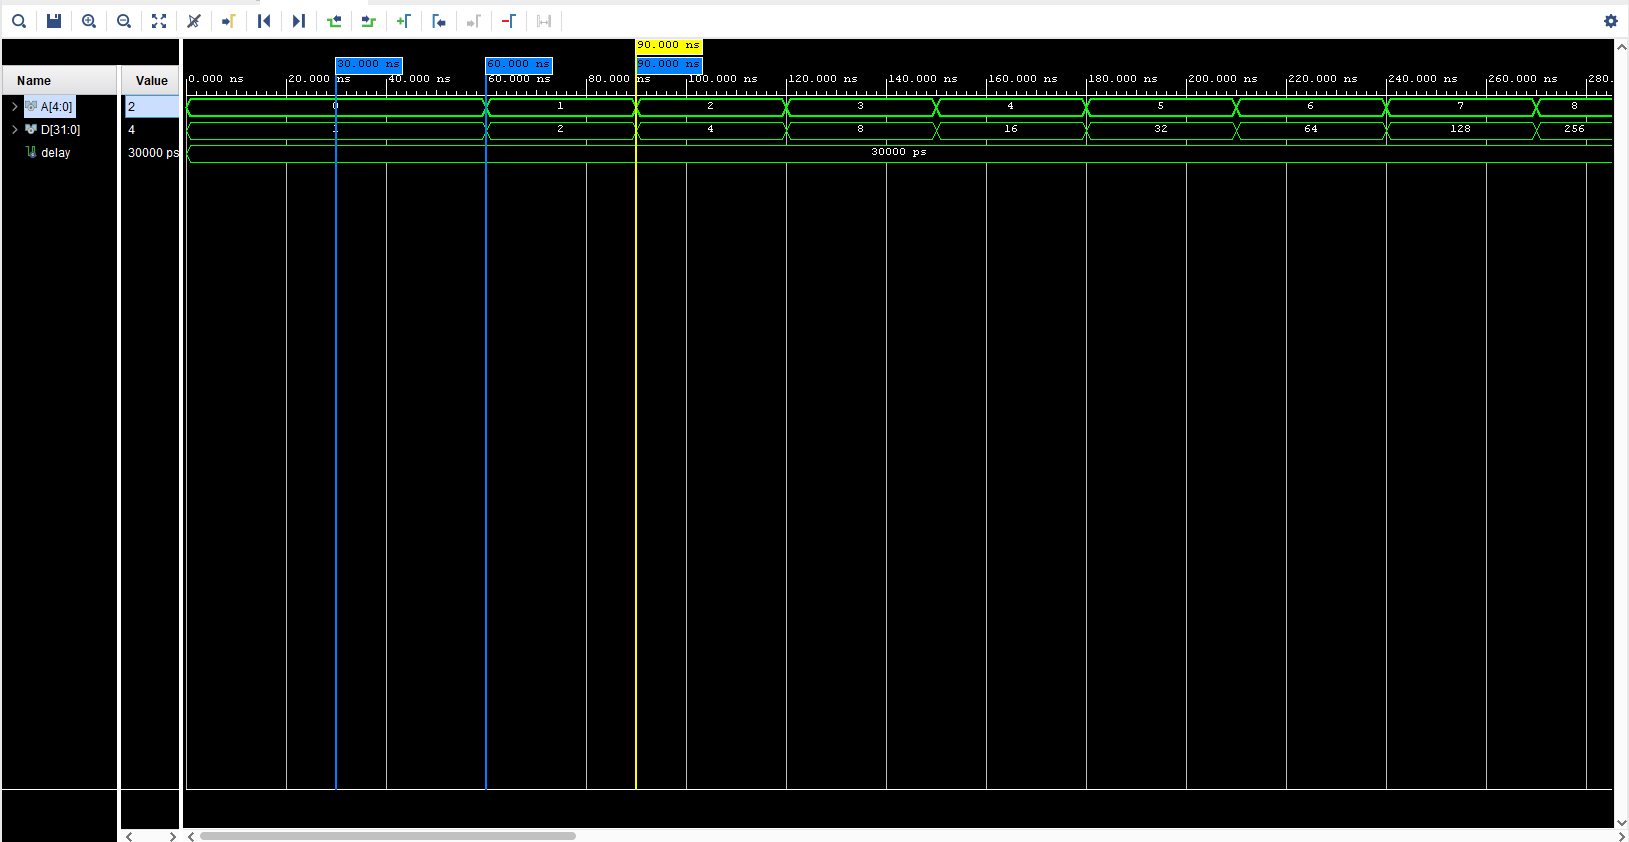 90.000 ns
30.000 ns 60.000 ns 90.000 ns
Name Value 0.000 ns 20.000 ns 40.000 ns 60.000 ns 80.000 ns 100.000 ns 120.000 ns 140.000 ns 160.000 ns 180.000 ns 200.000 ns 220.000 ns 240.000 ns 260.000 ns 280.
A[4:0] 2 0 1 2 3 4 5 6 7 8
D[31:0] 4 1 2 4 8 16 32 64 128 256
delay 30000 ps 30000 ps